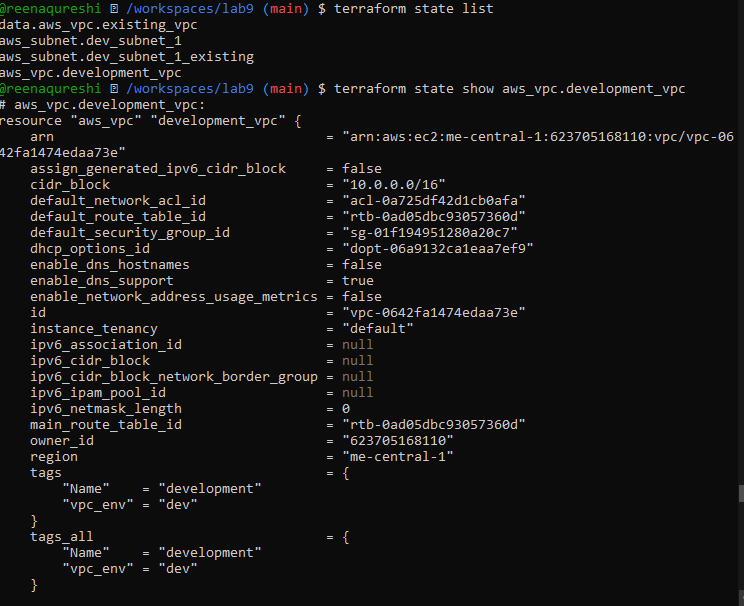 @reenaqureshi /workspaces/lab9 (main) $ terraform state list
data.aws_vpc.existing_vpc
aws_subnet.dev_subnet_1
aws_subnet.dev_subnet_1_existing
aws_vpc.development_vpc
@reenaqureshi /workspaces/lab9 (main) $ terraform state show aws_vpc.development_vpc
# aws_vpc.development_vpc:
resource "aws_vpc" "development_vpc" {
    arn                                  = "arn:aws:ec2:me-central-1:623705168110:vpc/vpc-06
42fa1474edaa73e"
    assign_generated_ipv6_cidr_block     = false
    cidr_block                           = "10.0.0.0/16"
    default_network_acl_id               = "acl-0a725df42d1cb0afa"
    default_route_table_id               = "rtb-0ad05dbc93057360d"
    default_security_group_id            = "sg-01f194951280a20c7"
    dhcp_options_id                      = "dopt-06a9132ca1eaa7ef9"
    enable_dns_hostnames                 = false
    enable_dns_support                   = true
    enable_network_address_usage_metrics = false
    id                                   = "vpc-0642fa1474edaa73e"
    instance_tenancy                     = "default"
    ipv6_association_id                  = null
    ipv6_cidr_block                      = null
    ipv6_cidr_block_network_border_group = null
    ipv6_ipam_pool_id                    = null
    ipv6_netmask_length                  = 0
    main_route_table_id                  = "rtb-0ad05dbc93057360d"
    owner_id                             = "623705168110"
    region                               = "me-central-1"
    tags                                 = {
        "Name"    = "development"
        "vpc_env" = "dev"
    }
    tags_all                             = {
        "Name"    = "development"
        "vpc_env" = "dev"
    }